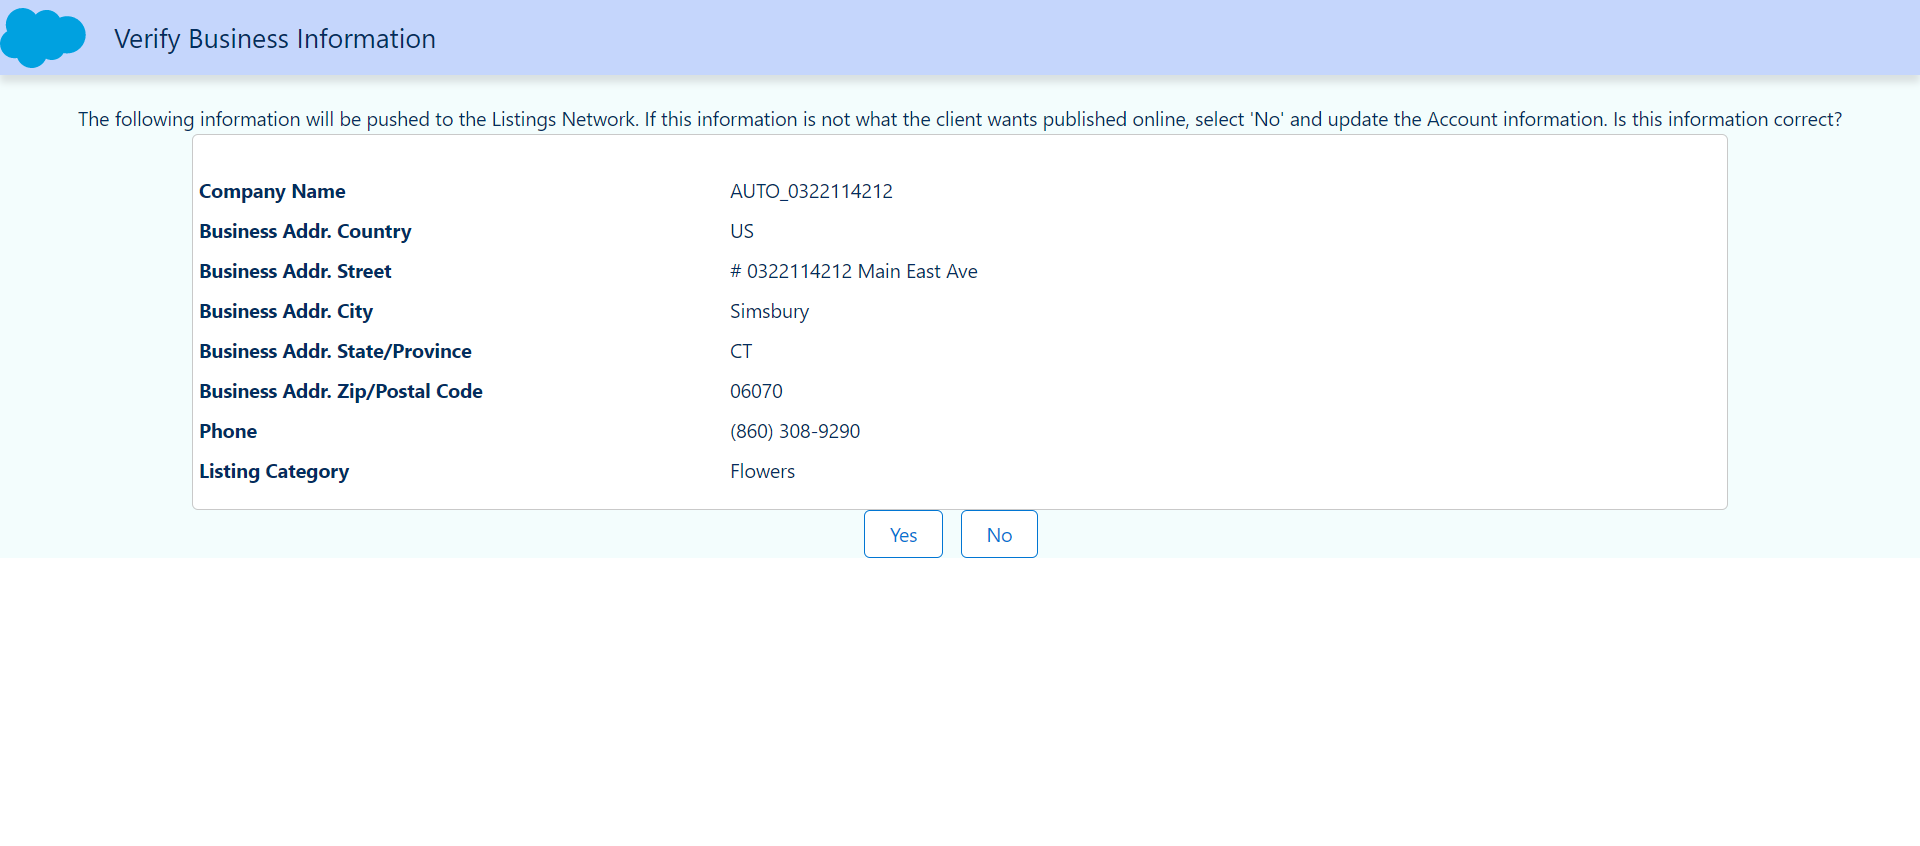 Verify Business Information
The following information will be pushed to the Listings Network. If this information is not what the client wants published online, select 'No' and update the Account information. Is this information correct?
Company Name AUTO_0322114212
Business Addr. Country US
Business Addr. Street # 0322114212 Main East Ave
Business Addr. City Simsbury
Business Addr. State/Province CT
Business Addr. Zip/Postal Code 06070
Phone (860) 308-9290
Listing Category Flowers
Yes No